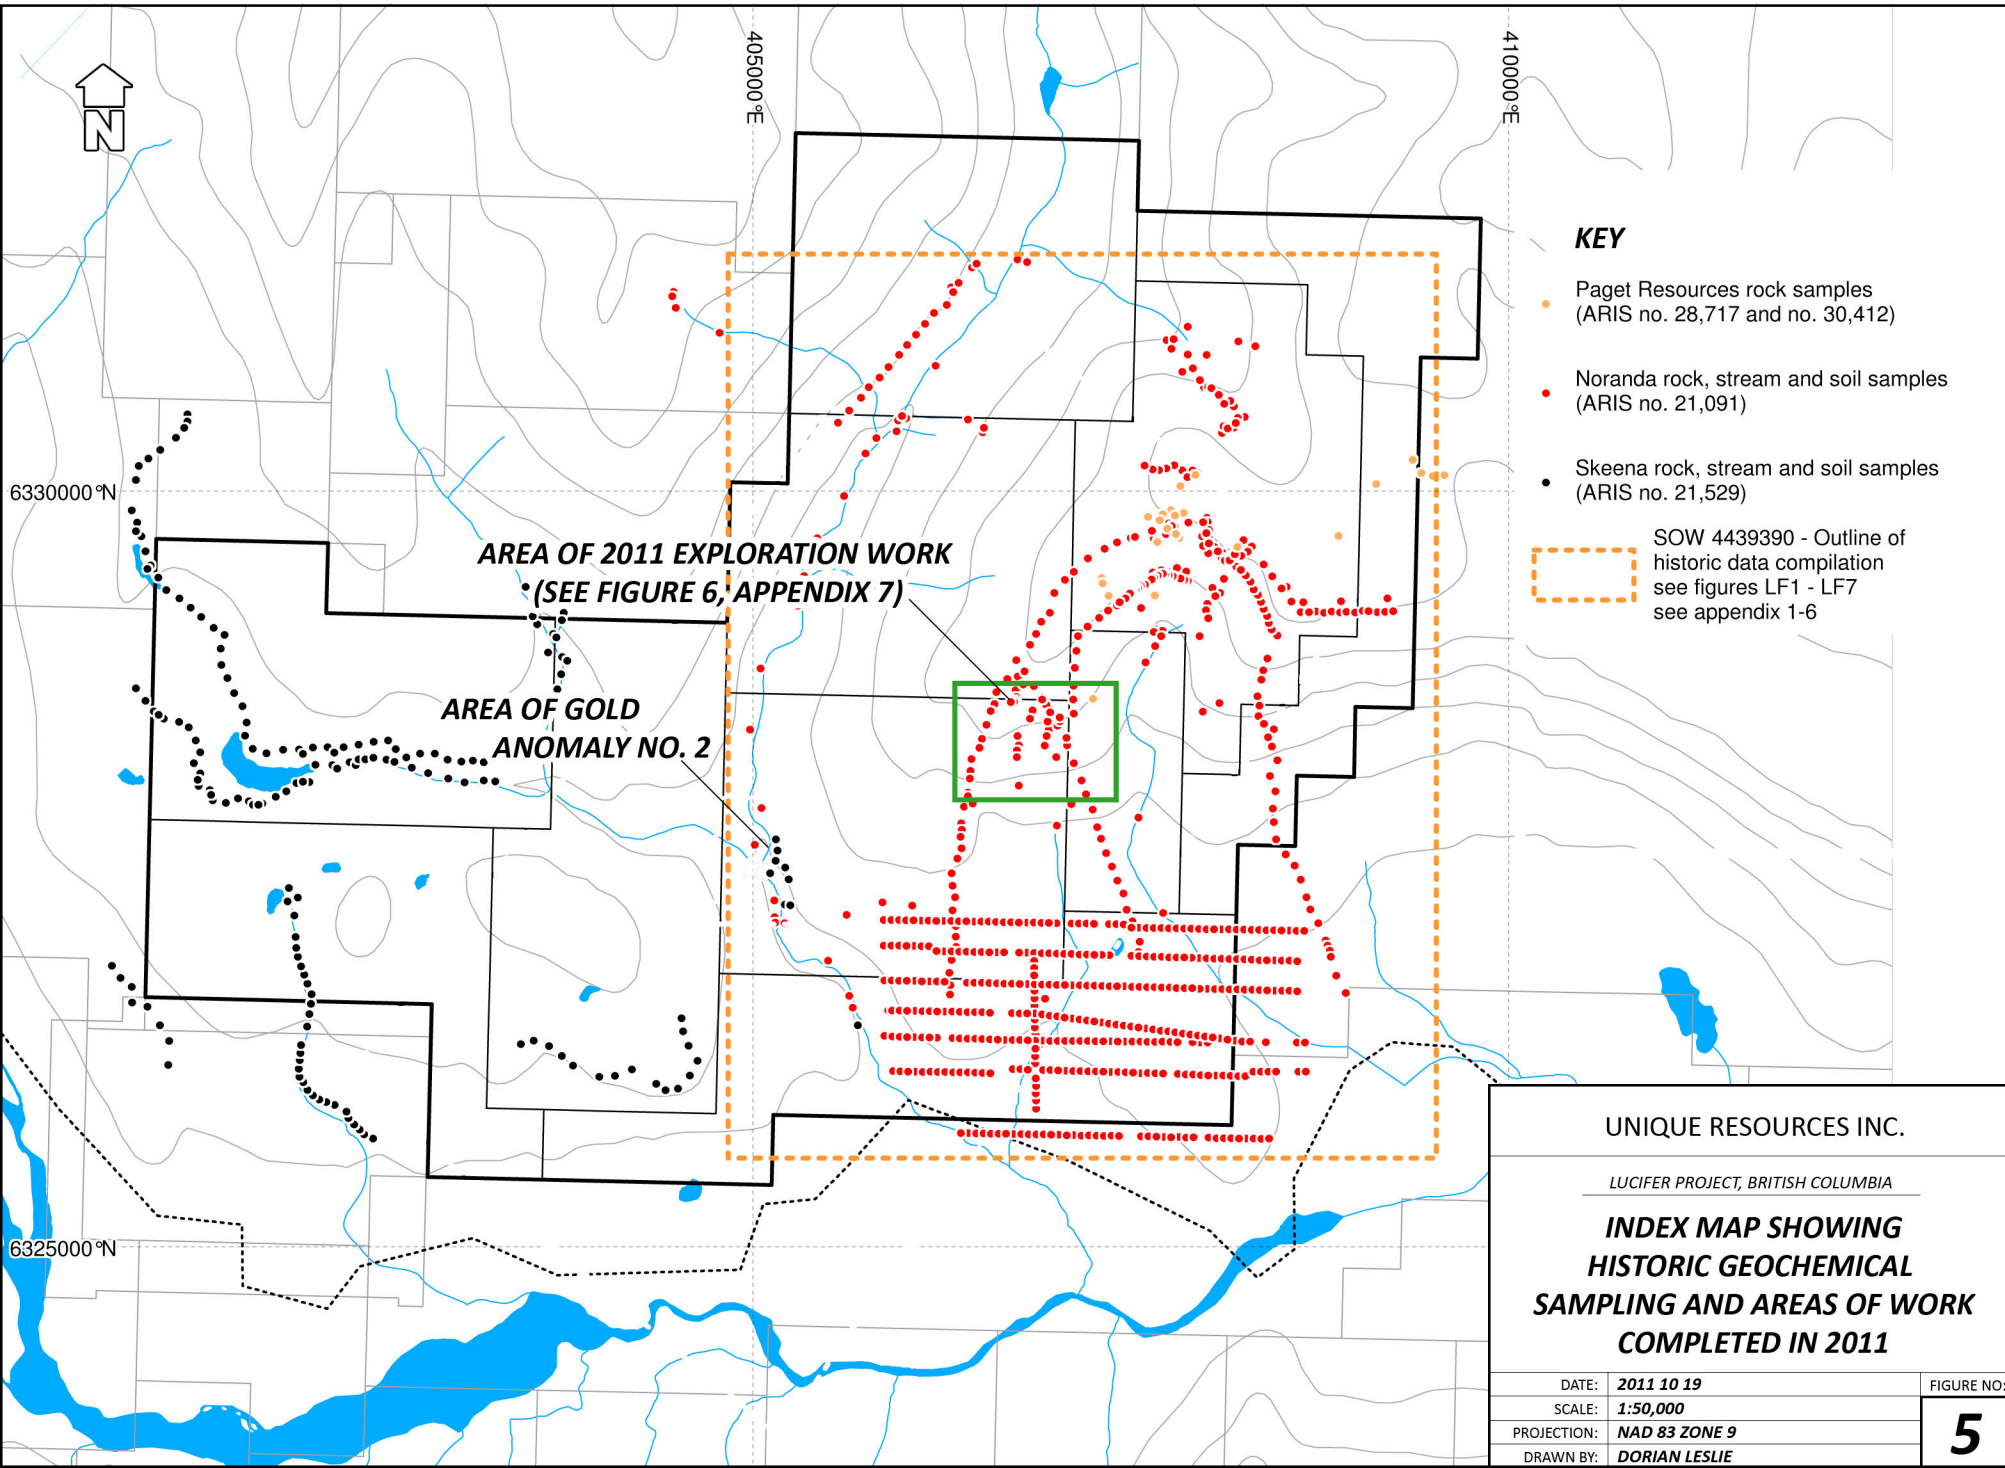 N
405000°E
410000°E
6330000°N
6325000°N
AREA OF 2011 EXPLORATION WORK
(SEE FIGURE 6, APPENDIX 7)
AREA OF GOLD
ANOMALY NO. 2
KEY
Paget Resources rock samples
(ARIS no. 28,717 and no. 30,412)
Noranda rock, stream and soil samples
(ARIS no. 21,091)
Skeena rock, stream and soil samples
(ARIS no. 21,529)
SOW 4439390 - Outline of
historic data compilation
see figures LF1 - LF7
see appendix 1-6
UNIQUE RESOURCES INC.
LUCIFER PROJECT, BRITISH COLUMBIA
INDEX MAP SHOWING
HISTORIC GEOCHEMICAL
SAMPLING AND AREAS OF WORK
COMPLETED IN 2011
DATE: 2011 10 19
SCALE: 1:50,000
PROJECTION: NAD 83 ZONE 9
DRAWN BY: DORIAN LESLIE
FIGURE NO:
5